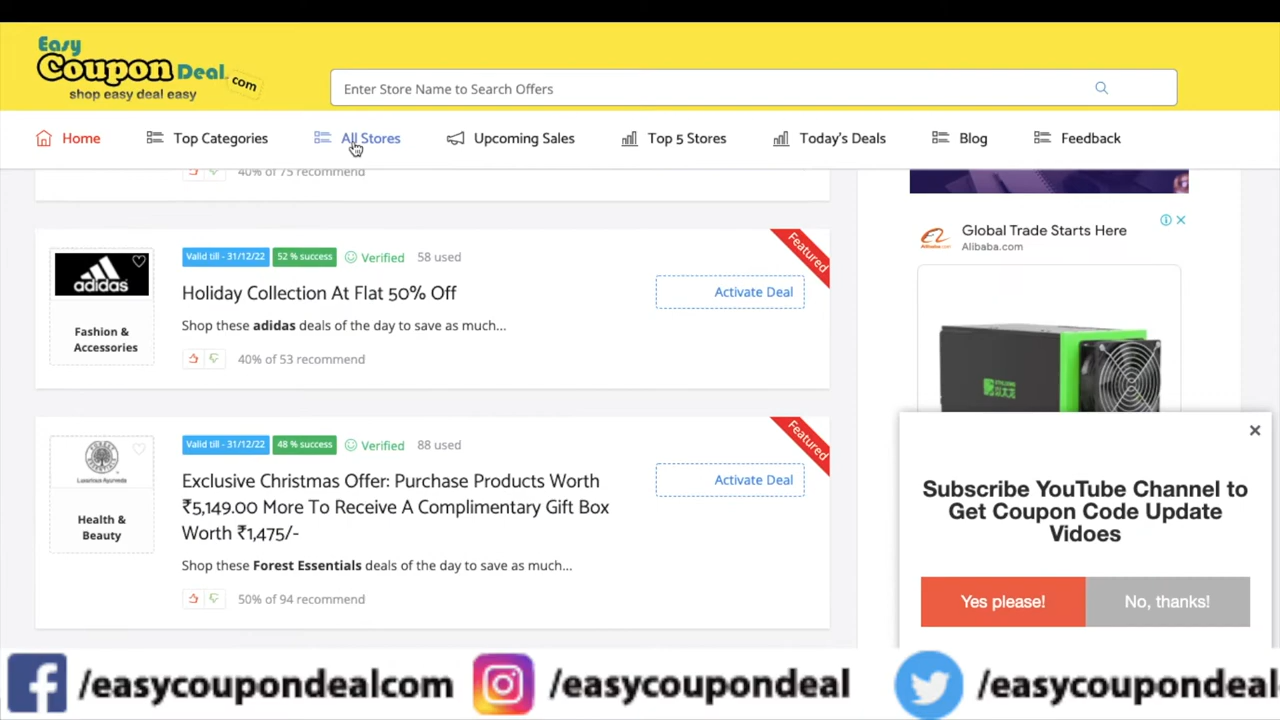 Easy
Coupon Deal.com
shop easy deal easy
Enter Store Name to Search Offers
Home
Top Categories
All Stores
Upcoming Sales
Top 5 Stores
Today's Deals
Blog
Feedback
40% of 75 recommend
adidas
Fashion &
Accessories
Valid till - 31/12/22
52 % success
Verified
58 used
Featured
Holiday Collection At Flat 50% Off
Activate Deal
Shop these adidas deals of the day to save as much...
40% of 53 recommend
Luxurious Ayurveda
Health &
Beauty
Valid till - 31/12/22
48 % success
Verified
88 used
Featured
Exclusive Christmas Offer: Purchase Products Worth
₹5,149.00 More To Receive A Complimentary Gift Box
Worth ₹1,475/-
Activate Deal
Shop these Forest Essentials deals of the day to save as much...
50% of 94 recommend
Global Trade Starts Here
Alibaba.com
Subscribe YouTube Channel to
Get Coupon Code Update
Vidoes
Yes please!
No, thanks!
/easycoupondealcom
/easycoupondeal
/easycoupondeal